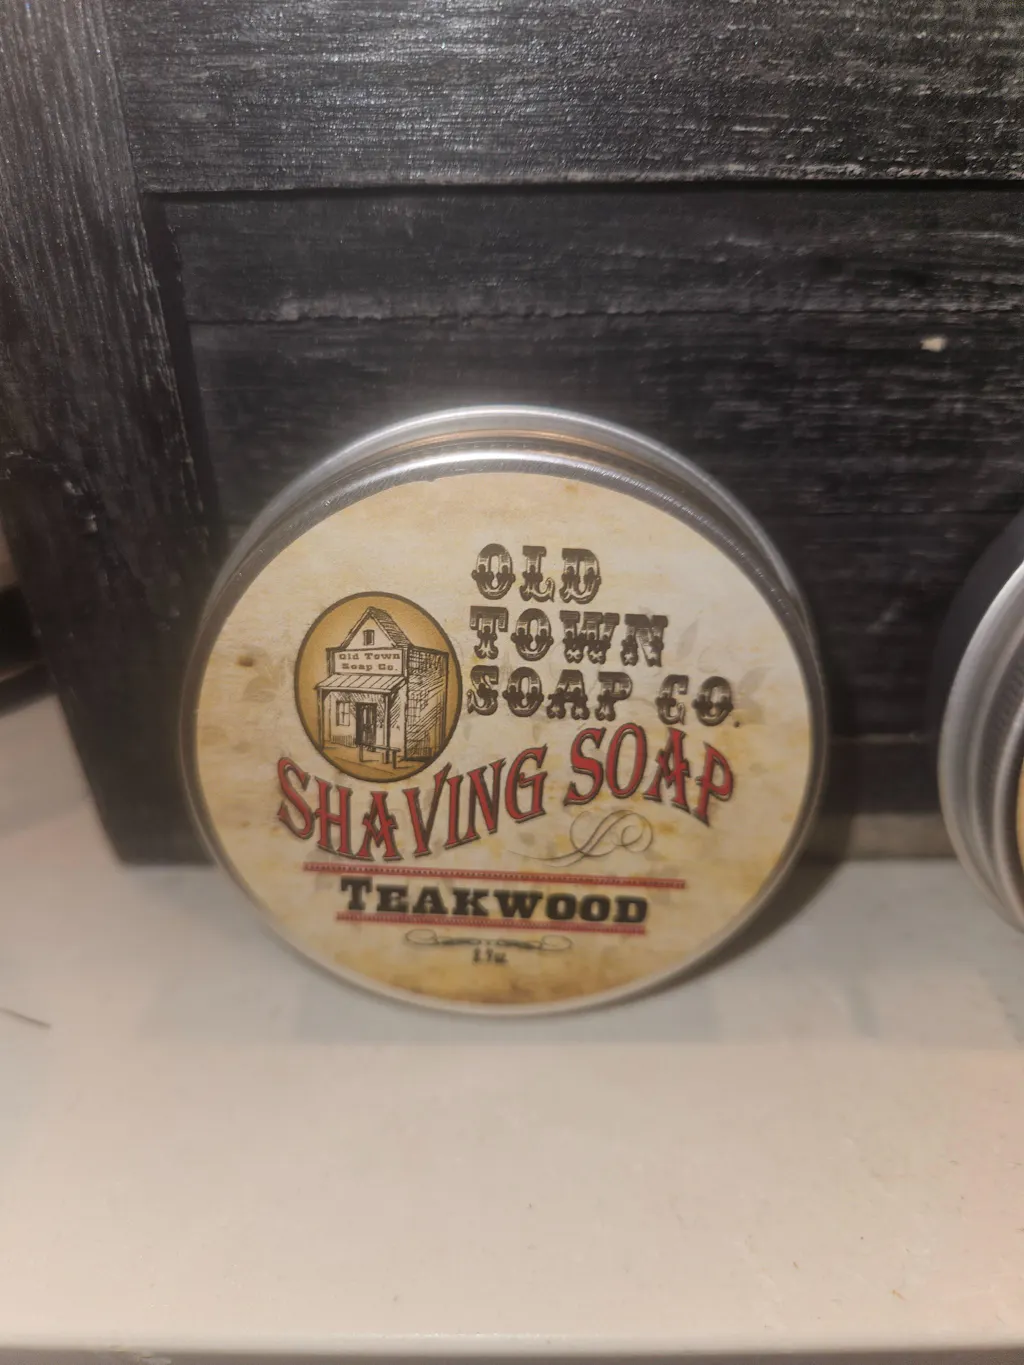 OLD
TOWN
SOAP CO.
Old Town
Soap Co.
SHAVING SOAP
TEAKWOOD